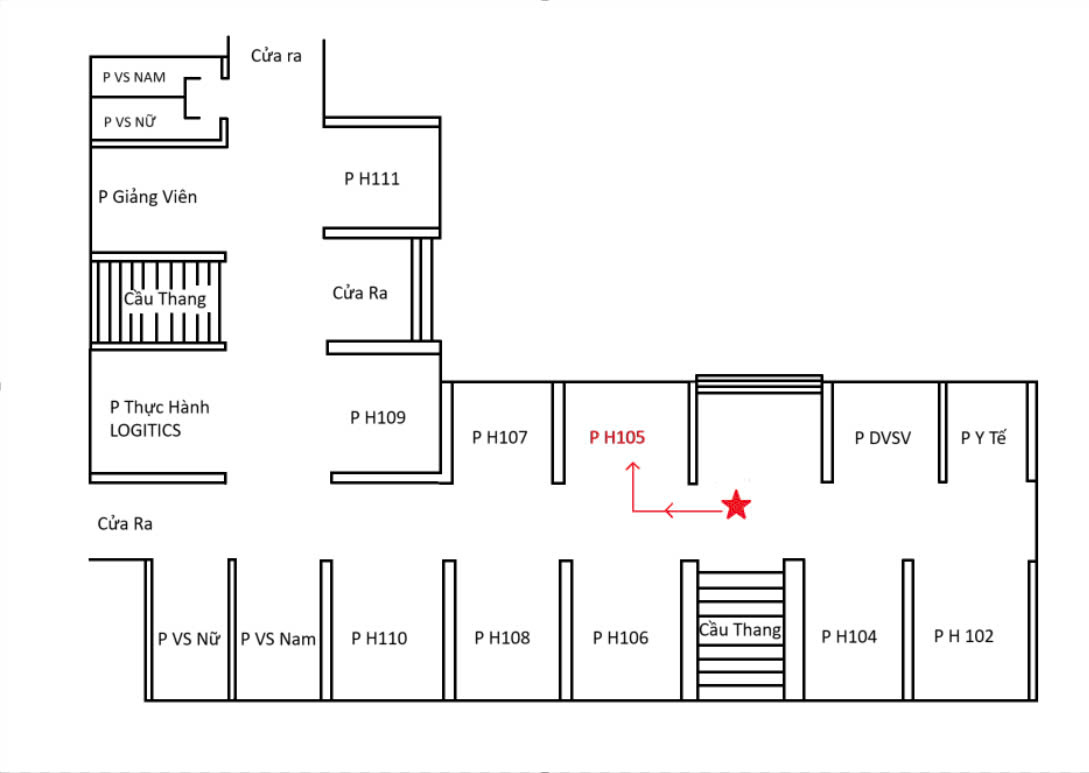 Cửa ra
P VS NAM
P VS NỮ
P H111
P Giảng Viên
Cửa Ra
Cầu Thang
P Thực Hành
LOGITICS
P H109
P H107
P H105
P DVSV
P Y Tế
Cửa Ra
P VS Nữ
P VS Nam
P H110
P H108
P H106
Cầu Thang
P H104
P H 102